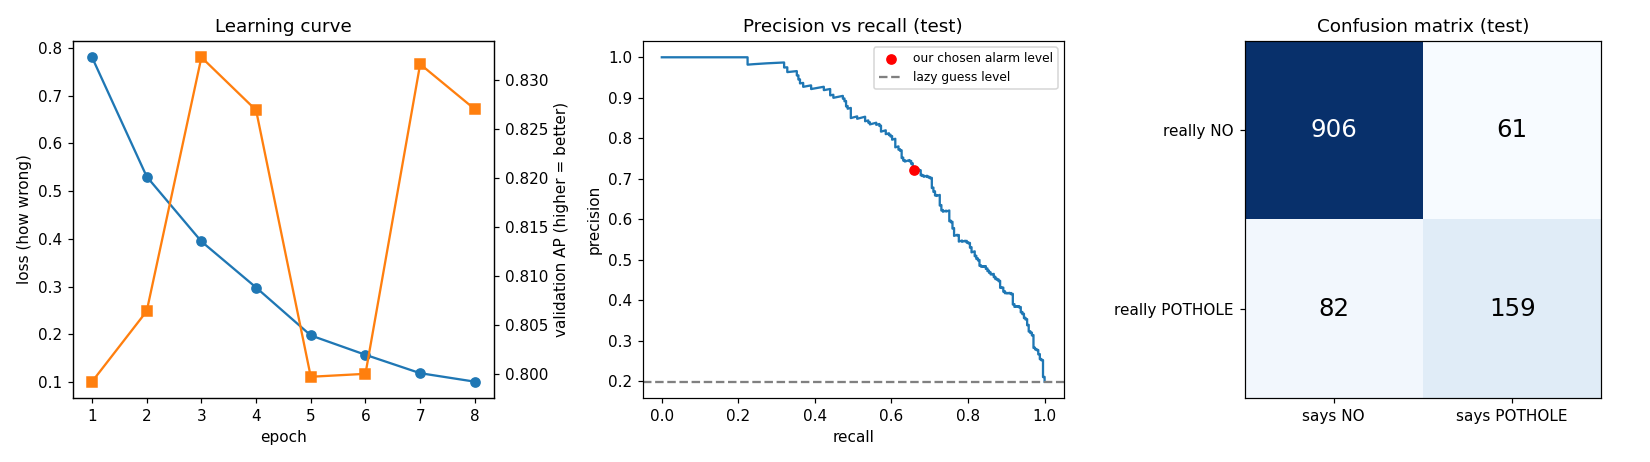 Learning curve
loss (how wrong)
0.8
0.7
0.6
0.5
0.4
0.3
0.2
0.1
1 2 3 4 5 6 7 8
epoch
0.830
0.825
0.820
0.815
0.810
0.805
0.800
validation AP (higher = better)
Precision vs recall (test)
precision
1.0
0.9
0.8
0.7
0.6
0.5
0.4
0.3
0.2
our chosen alarm level
lazy guess level
0.0 0.2 0.4 0.6 0.8 1.0
recall
Confusion matrix (test)
really NO
906 61
really POTHOLE
82 159
says NO says POTHOLE